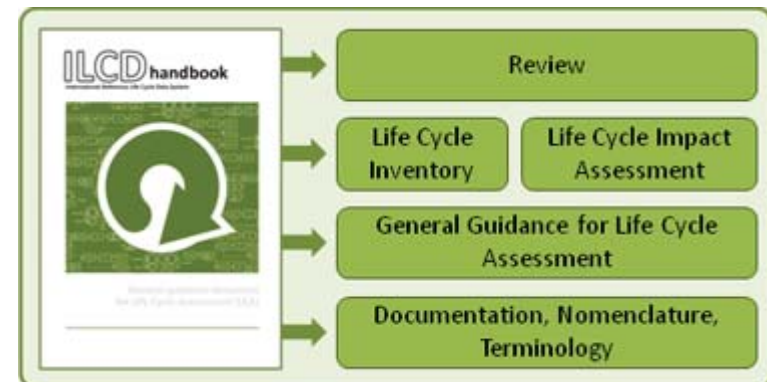 ILCD handbook
International Reference Life Cycle Data System
Review
Life Cycle
Inventory
Life Cycle Impact
Assessment
General Guidance for Life Cycle
Assessment
Documentation, Nomenclature,
Terminology